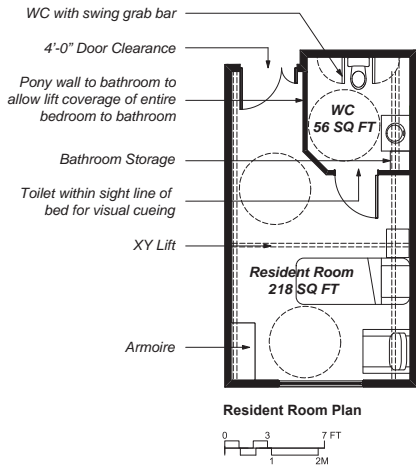 WC with swing grab bar
4'-0" Door Clearance
Pony wall to bathroom to
allow lift coverage of entire
bedroom to bathroom
WC
56 SQ FT
Bathroom Storage
Toilet within sight line of
bed for visual cueing
XY Lift
Resident Room
218 SQ FT
Armoire
Resident Room Plan
0 3 7 FT
1 2M